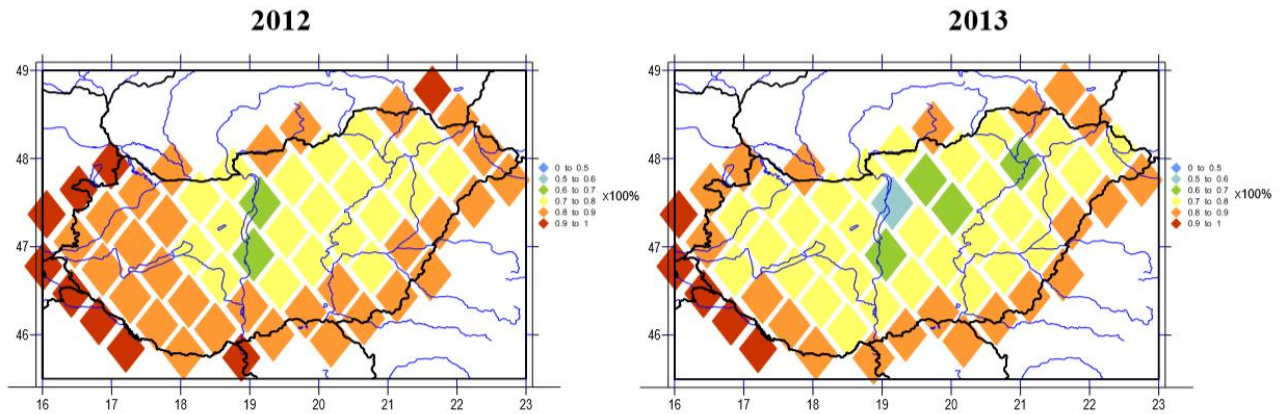 2012
2013
49
48
47
46
16 17 18 19 20 21 22 23
0 to 0.5
0.5 to 0.6
0.6 to 0.7
0.7 to 0.8
0.8 to 0.9
0.9 to 1
x100%
49
48
47
46
16 17 18 19 20 21 22 23
0 to 0.5
0.5 to 0.6
0.6 to 0.7
0.7 to 0.8
0.8 to 0.9
0.9 to 1
x100%